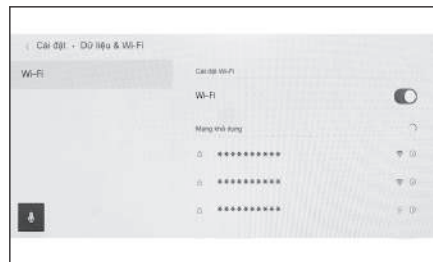 Cài đặt • Dữ liệu & Wi-Fi
Wi-Fi
Cài đặt Wi-Fi
Wi-Fi
Mạng khả dụng
**********
**********
**********